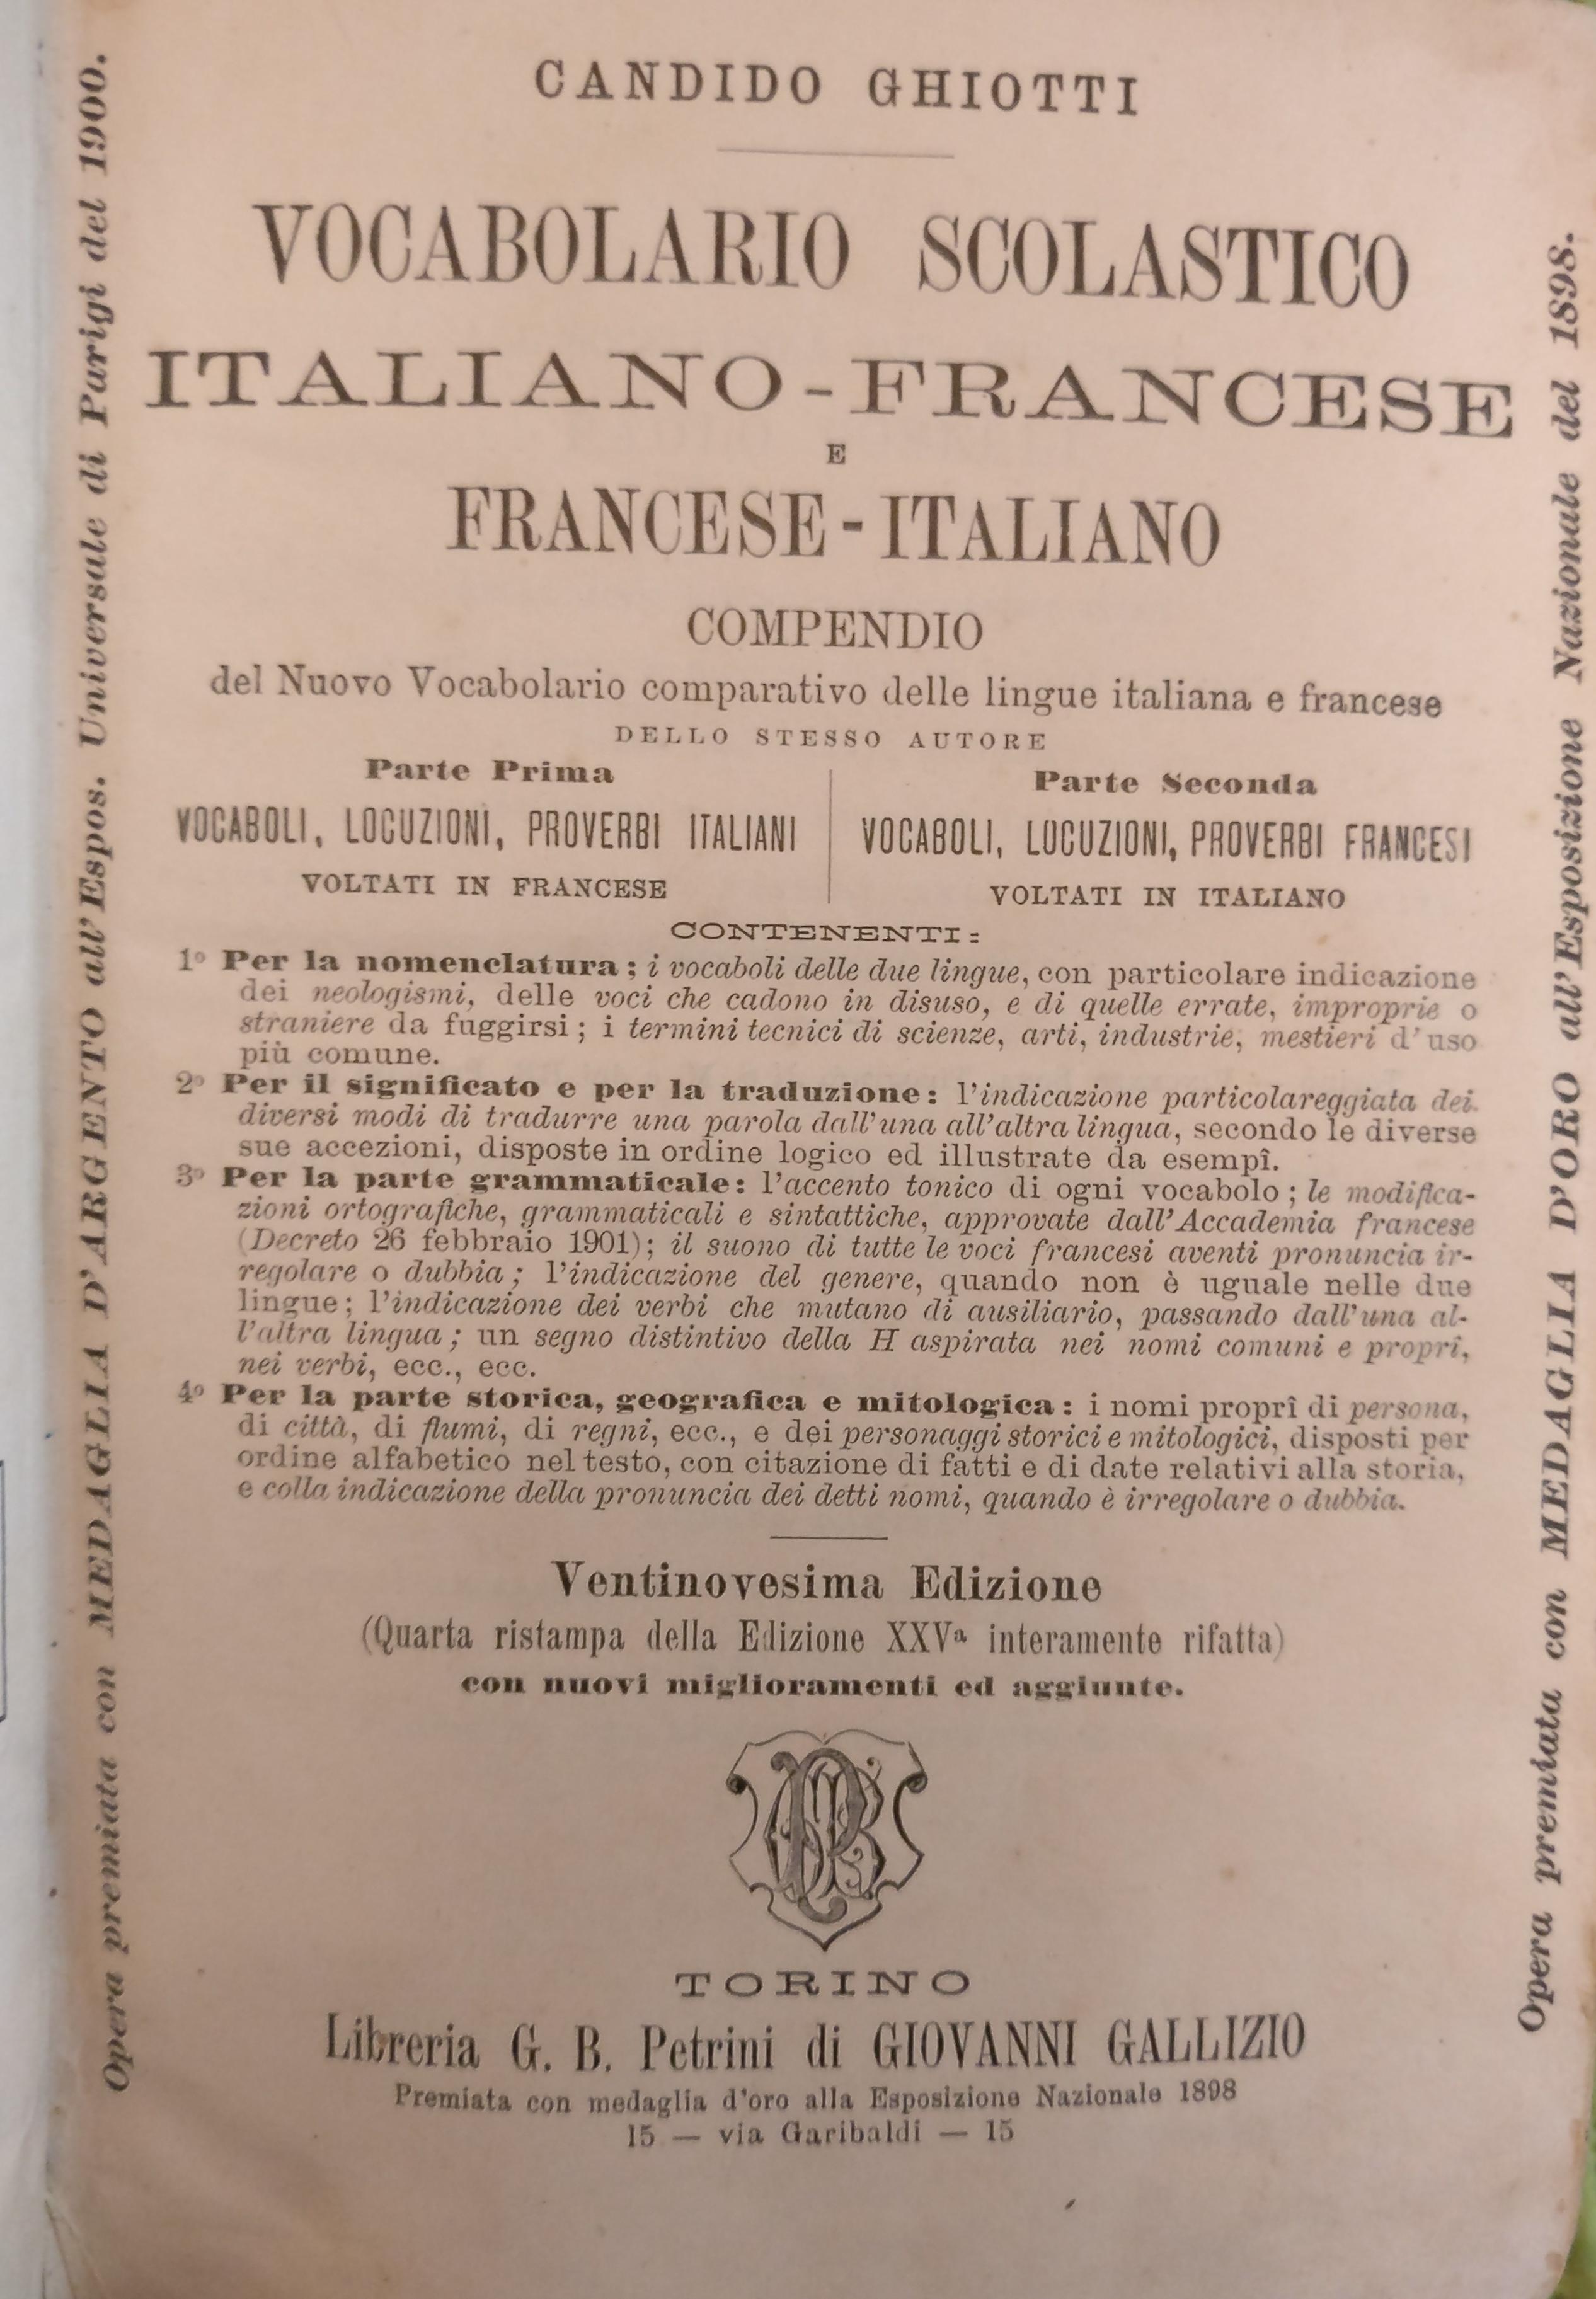 CANDIDO GHIOTTI
VOCABOLARIO SCOLASTICO
ITALIANO-FRANCESE
E
FRANCESE-ITALIANO
COMPENDIO
del Nuovo Vocabolario comparativo delle lingue italiana e francese
DELLO STESSO AUTORE
Parte Prima
VOCABOLI, LOCUZIONI, PROVERBI ITALIANI
VOLTATI IN FRANCESE
Parte Seconda
VOCABOLI, LOCUZIONI, PROVERBI FRANCESI
VOLTATI IN ITALIANO
CONTENENTI:
1º Per la nomenclatura; i vocaboli delle due lingue, con particolare indicazione
dei neologismi, delle voci che cadono in disuso, e di quelle errate, improprie o
straniere da fuggirsi; i termini tecnici di scienze, arti, industrie, mestieri d'uso
più comune.
2º Per il significato e per la traduzione: l'indicazione particolareggiata dei
diversi modi di tradurre una parola dall'una all'altra lingua, secondo le diverse
sue accezioni, disposte in ordine logico ed illustrate da esempî.
3º Per la parte grammaticale: l'accento tonico di ogni vocabolo; le modifica-
zioni ortografiche, grammaticali e sintattiche, approvate dall'Accademia francese
(Decreto 26 febbraio 1901); il suono di tutte le voci francesi aventi pronuncia ir-
regolare o dubbia; l'indicazione del genere, quando non è uguale nelle due
lingue; l'indicazione dei verbi che mutano di ausiliario, passando dall'una al-
l'altra lingua; un segno distintivo della H aspirata nei nomi comuni e proprî,
nei verbi, ecc., ecc.
4º Per la parte storica, geografica e mitologica: i nomi proprî di persona,
di città, di fiumi, di regni, ecc., e dei personaggi storici e mitologici, disposti per
ordine alfabetico nel testo, con citazione di fatti e di date relativi alla storia,
e colla indicazione della pronuncia dei detti nomi, quando è irregolare o dubbia.
Ventinovesima Edizione
(Quarta ristampa della Edizione XXVª interamente rifatta)
con nuovi miglioramenti ed aggiunte.
TORINO
Libreria G. B. Petrini di GIOVANNI GALLIZIO
Premiata con medaglia d'oro alla Esposizione Nazionale 1898
15 — via Garibaldi — 15
Opera premiata con MEDAGLIA D'ARGENTO all'Espos. Universale di Parigi del 1900.
Opera premiata con MEDAGLIA D'ORO all'Esposizione Nazionale del 1898.